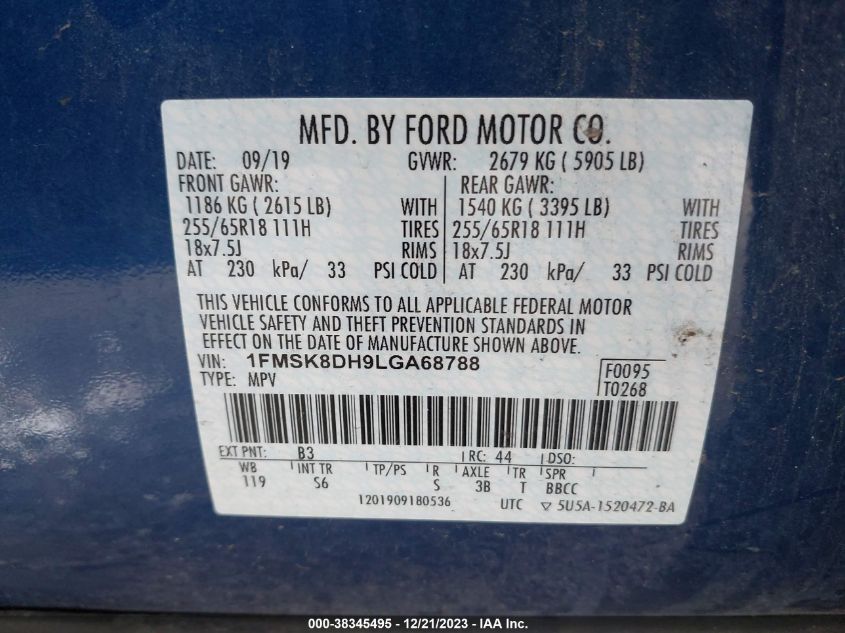 MFD. BY FORD MOTOR CO.
DATE: 09/19 GVWR: 2679 KG ( 5905 LB)
FRONT GAWR: REAR GAWR:
1186 KG ( 2615 LB) WITH 1540 KG ( 3395 LB) WITH
255/65R18 111H TIRES 255/65R18 111H TIRES
18x7.5J RIMS 18x7.5J RIMS
AT 230 kPa/ 33 PSI COLD AT 230 kPa/ 33 PSI COLD
THIS VEHICLE CONFORMS TO ALL APPLICABLE FEDERAL MOTOR
VEHICLE SAFETY AND THEFT PREVENTION STANDARDS IN
EFFECT ON THE DATE OF MANUFACTURE SHOWN ABOVE.
VIN: 1FMSK8DH9LGA68788 F0095
TYPE: MPV T0268
EXT PNT: B3 RC: 44 DSO:
WB INT TR TP/PS R AXLE TR SPR
119 S6 S 3B T BBCC
1201909180536 UTC ▽ 5U5A-1520472-BA
000-38345495 - 12/21/2023 - IAA Inc.